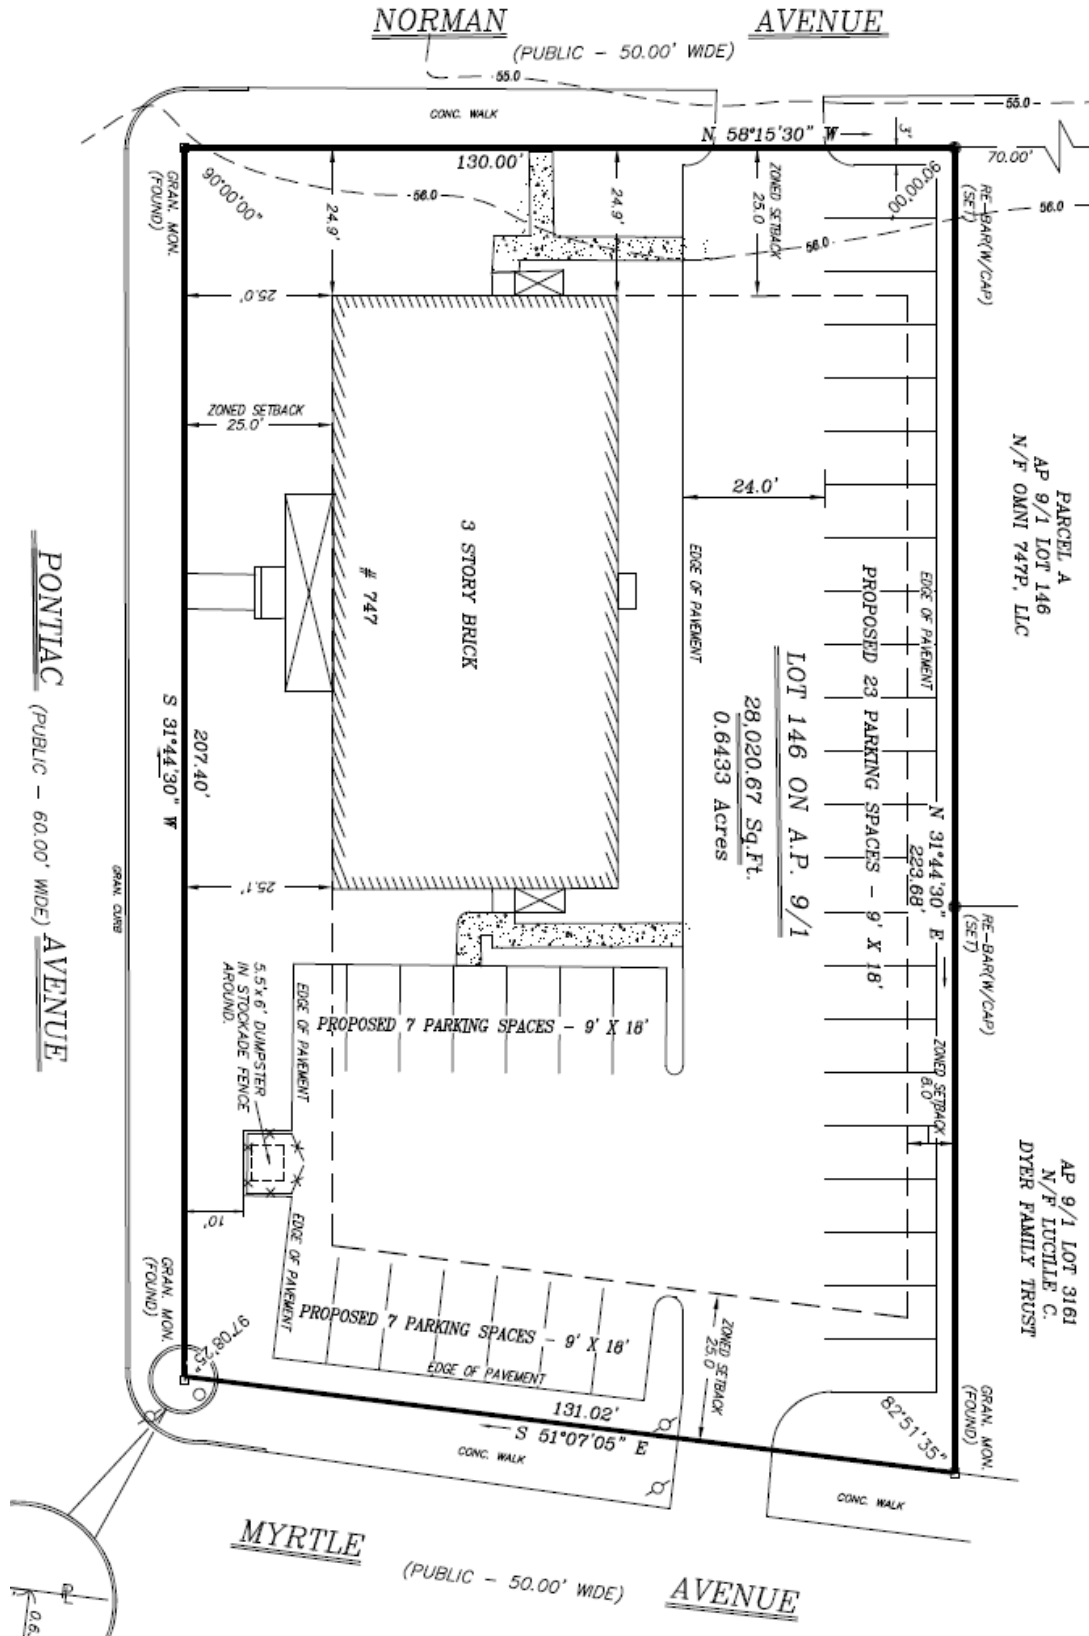 NORMAN AVENUE
(PUBLIC - 50.00' WIDE)
55.0
55.0
CONC. WALK
N 58°15'30" W
3'
70.00'
130.00'
GRAN. MON.
(FOUND)
90°00'00"
90°00'00"
RE-BAR(W/CAP)
(SET)
56.0
56.0
56.0
24.9'
24.9'
ZONED SETBACK
25.0
25.0'
ZONED SETBACK
25.0'
24.0'
PARCEL A
AP 9/1 LOT 146
N/F OMNI 747P, LLC
3 STORY BRICK
# 747
EDGE OF PAVEMENT
EDGE OF PAVEMENT
PROPOSED 23 PARKING SPACES - 9' X 18'
LOT 146 ON A.P. 9/1
28,020.67 Sq.Ft.
0.6433 Acres
PONTIAC (PUBLIC - 60.00' WIDE) AVENUE
S 31°44'30" W
207.40'
GRAN. CURB
N 31°44'30" E
223.68'
RE-BAR(W/CAP)
(SET)
25.1'
5.5'x6' DUMPSTER
IN STOCKADE FENCE
AROUND.
EDGE OF PAVEMENT
PROPOSED 7 PARKING SPACES - 9' X 18'
ZONED SETBACK
8.0'
AP 9/1 LOT 3161
N/F LUCILLE C.
DYER FAMILY TRUST
10'
EDGE OF PAVEMENT
GRAN. MON.
(FOUND)
97°08'25"
PROPOSED 7 PARKING SPACES - 9' X 18'
EDGE OF PAVEMENT
ZONED SETBACK
25.0'
131.02'
S 51°07'05" E
CONC. WALK
82°51'35"
GRAN. MON.
(FOUND)
CONC. WALK
MYRTLE (PUBLIC - 50.00' WIDE) AVENUE
PL